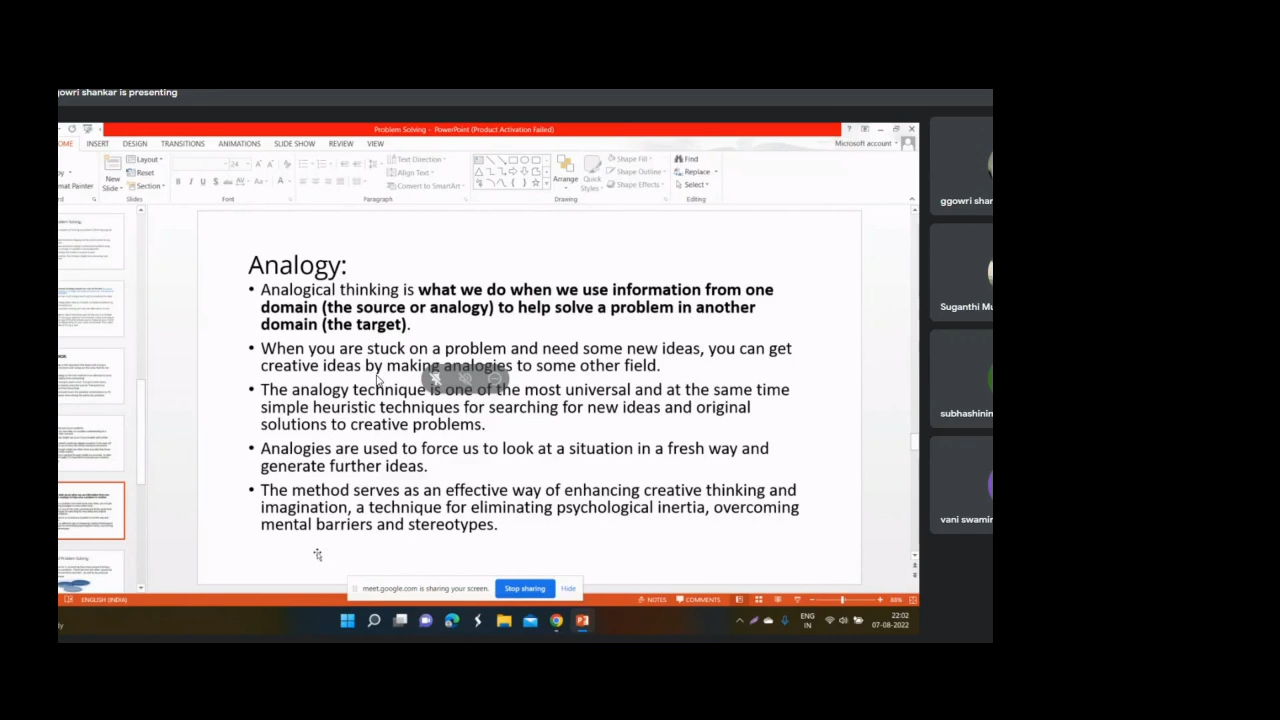 gowri shankar is presenting
Problem Solving - PowerPoint (Product Activation Failed)
INSERT DESIGN TRANSITIONS ANIMATIONS SLIDE SHOW REVIEW VIEW
Microsoft account
Layout
Reset
Section
New
Slide
Slides
24
Font
Text Direction
Align Text
Convert to SmartArt
Paragraph
Arrange
Quick
Styles
Shape Fill
Shape Outline
Shape Effects
Drawing
Find
Replace
Select
Editing
Analogy:
• Analogical thinking is what we do when we use information from one
domain (the source or analogy) to help solve a problem in another
domain (the target).
• When you are stuck on a problem and need some new ideas, you can get
creative ideas by making analogies to some other field.
• The analogy technique is one of the most universal and at the same time
simple heuristic techniques for searching for new ideas and original
solutions to creative problems.
• Analogies are used to force us to look at a situation in a fresh way and
generate further ideas.
• The method serves as an effective way of enhancing creative thinking and
imagination, a technique for eliminating psychological inertia, overcoming
mental barriers and stereotypes.
meet.google.com is sharing your screen. Stop sharing Hide
ENGLISH (INDIA)
NOTES COMMENTS 88%
ENG
IN
22:02
07-08-2022
ggowri shan
Suganthi Mu
subhashinin
vani swamin